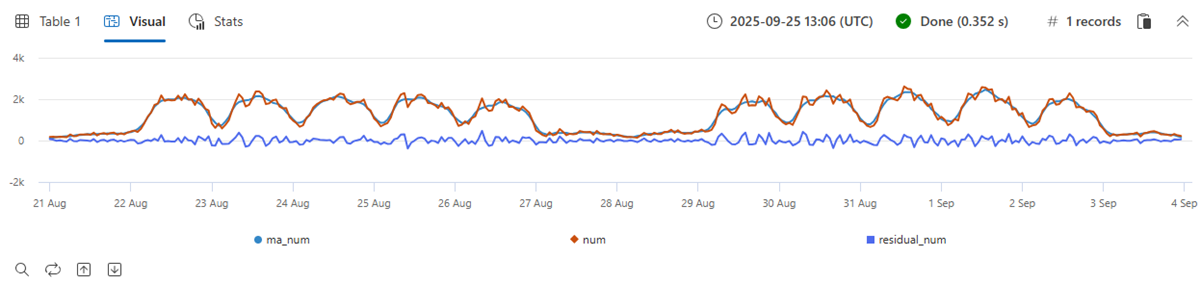 Table 1 Visual Stats 2025-09-25 13:06 (UTC) Done (0.352 s) # 1 records
4k
2k
0
-2k
21 Aug 22 Aug 23 Aug 24 Aug 25 Aug 26 Aug 27 Aug 28 Aug 29 Aug 30 Aug 31 Aug 1 Sep 2 Sep 3 Sep 4 Sep
ma_num num residual_num